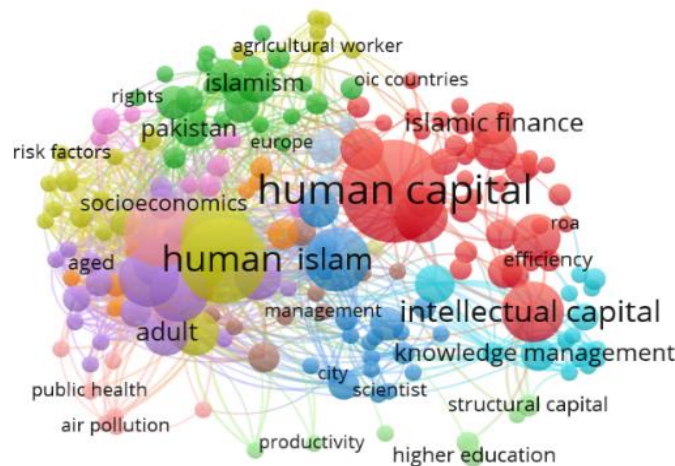 agricultural worker
islamism
oic countries
rights
pakistan
europe
islamic finance
risk factors
human capital
socioeconomics
roa
aged
human
islam
efficiency
adult
management
intellectual capital
knowledge management
city
scientist
public health
structural capital
air pollution
productivity
higher education